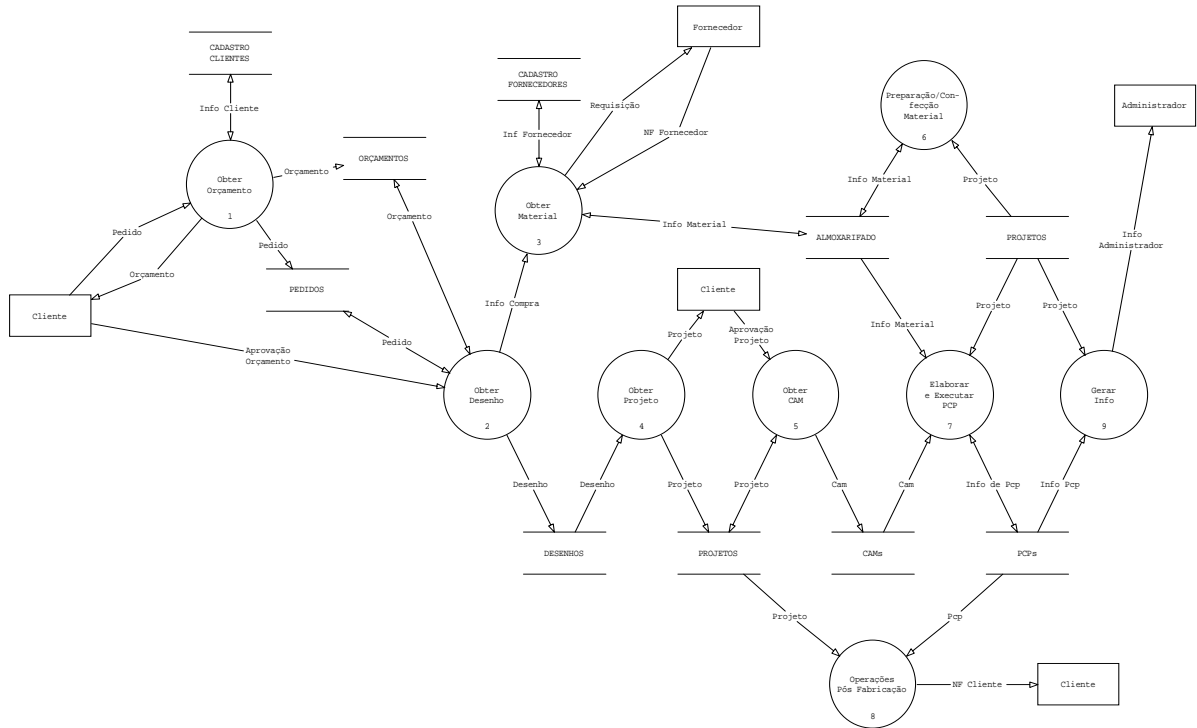 Fornecedor
CADASTRO
CLIENTES
CADASTRO
FORNECEDORES
Preparação/Con-
fecção
Material
6
Administrador
Info Cliente
Requisição
Inf Fornecedor
NF Fornecedor
ORÇAMENTOS
Orçamento
Obter
Orçamento
1
Info Material
Projeto
Obter
Material
3
Orçamento
Info Material
Pedido
Pedido
ALMOXARIFADO
PROJETOS
Info
Administrador
Orçamento
PEDIDOS
Cliente
Info Compra
Cliente
Projeto
Projeto
Pedido
Info Material
Projeto
Aprovação
Projeto
Aprovação
Orçamento
Obter
Desenho
2
Obter
Projeto
4
Obter
CAM
5
Elaborar
e Executar
PCP
7
Gerar
Info
9
Desenho
Desenho
Projeto
Projeto
Cam
Cam
Info de Pcp
Info Pcp
DESENHOS
PROJETOS
CAMs
PCPs
Projeto
Pcp
Operações
Pós Fabricação
8
NF Cliente
Cliente